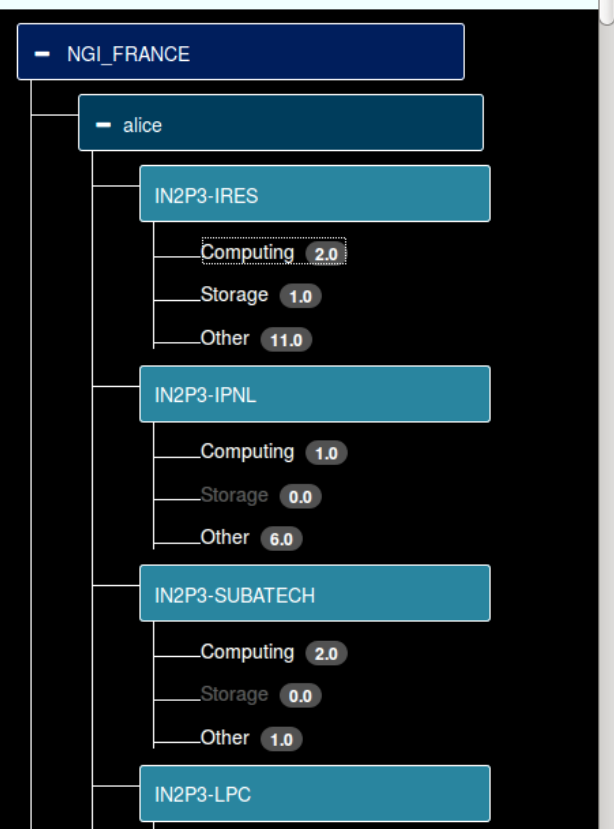 NGI_FRANCE
alice
IN2P3-IRES
Computing 2.0
Storage 1.0
Other 11.0
IN2P3-IPNL
Computing 1.0
Storage 0.0
Other 6.0
IN2P3-SUBATECH
Computing 2.0
Storage 0.0
Other 1.0
IN2P3-LPC